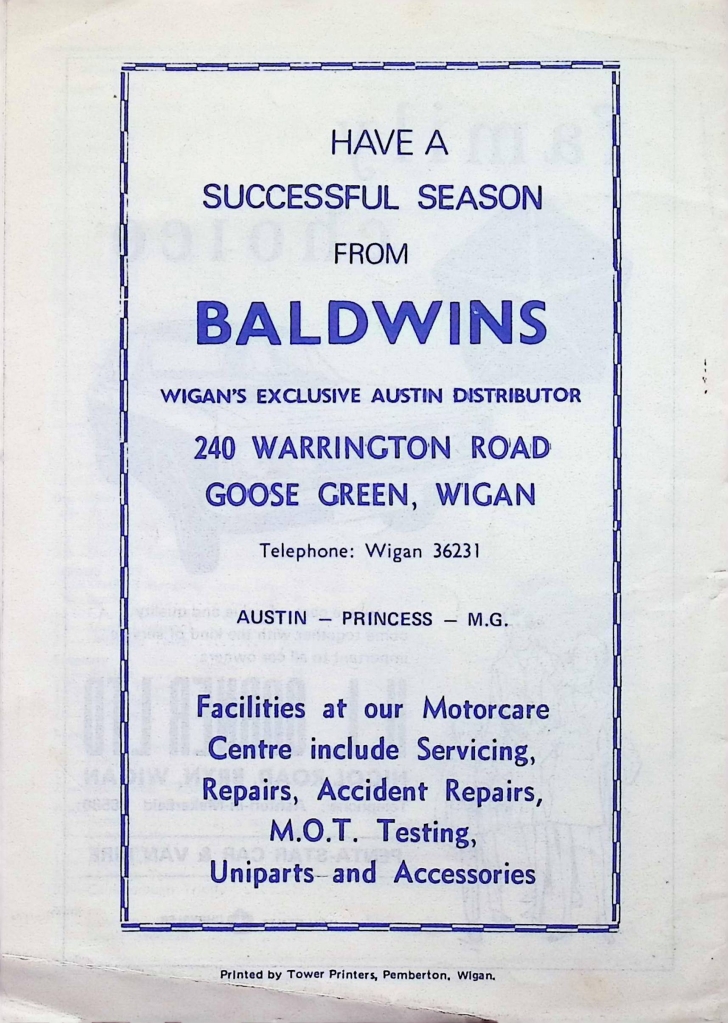 HAVE A
SUCCESSFUL SEASON
FROM
BALDWINS
WIGAN'S EXCLUSIVE AUSTIN DISTRIBUTOR
240 WARRINGTON ROAD
GOOSE GREEN, WIGAN
Telephone: Wigan 36231
AUSTIN – PRINCESS – M.G.
Facilities at our Motorcare
Centre include Servicing,
Repairs, Accident Repairs,
M.O.T. Testing,
Uniparts and Accessories
Printed by Tower Printers, Pemberton, Wigan.